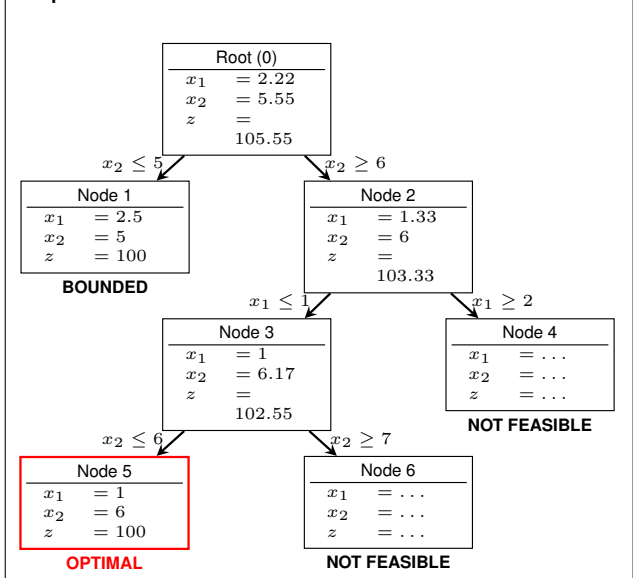 Root (0)
x₁ = 2.22
x₂ = 5.55
z =
105.55
x₂ ≤ 5
x₂ ≥ 6
Node 1
x₁ = 2.5
x₂ = 5
z = 100
BOUNDED
Node 2
x₁ = 1.33
x₂ = 6
z =
103.33
x₁ ≤ 1
x₁ ≥ 2
Node 3
x₁ = 1
x₂ = 6.17
z =
102.55
Node 4
x₁ = ...
x₂ = ...
z = ...
NOT FEASIBLE
x₂ ≤ 6
x₂ ≥ 7
Node 5
x₁ = 1
x₂ = 6
z = 100
OPTIMAL
Node 6
x₁ = ...
x₂ = ...
z = ...
NOT FEASIBLE